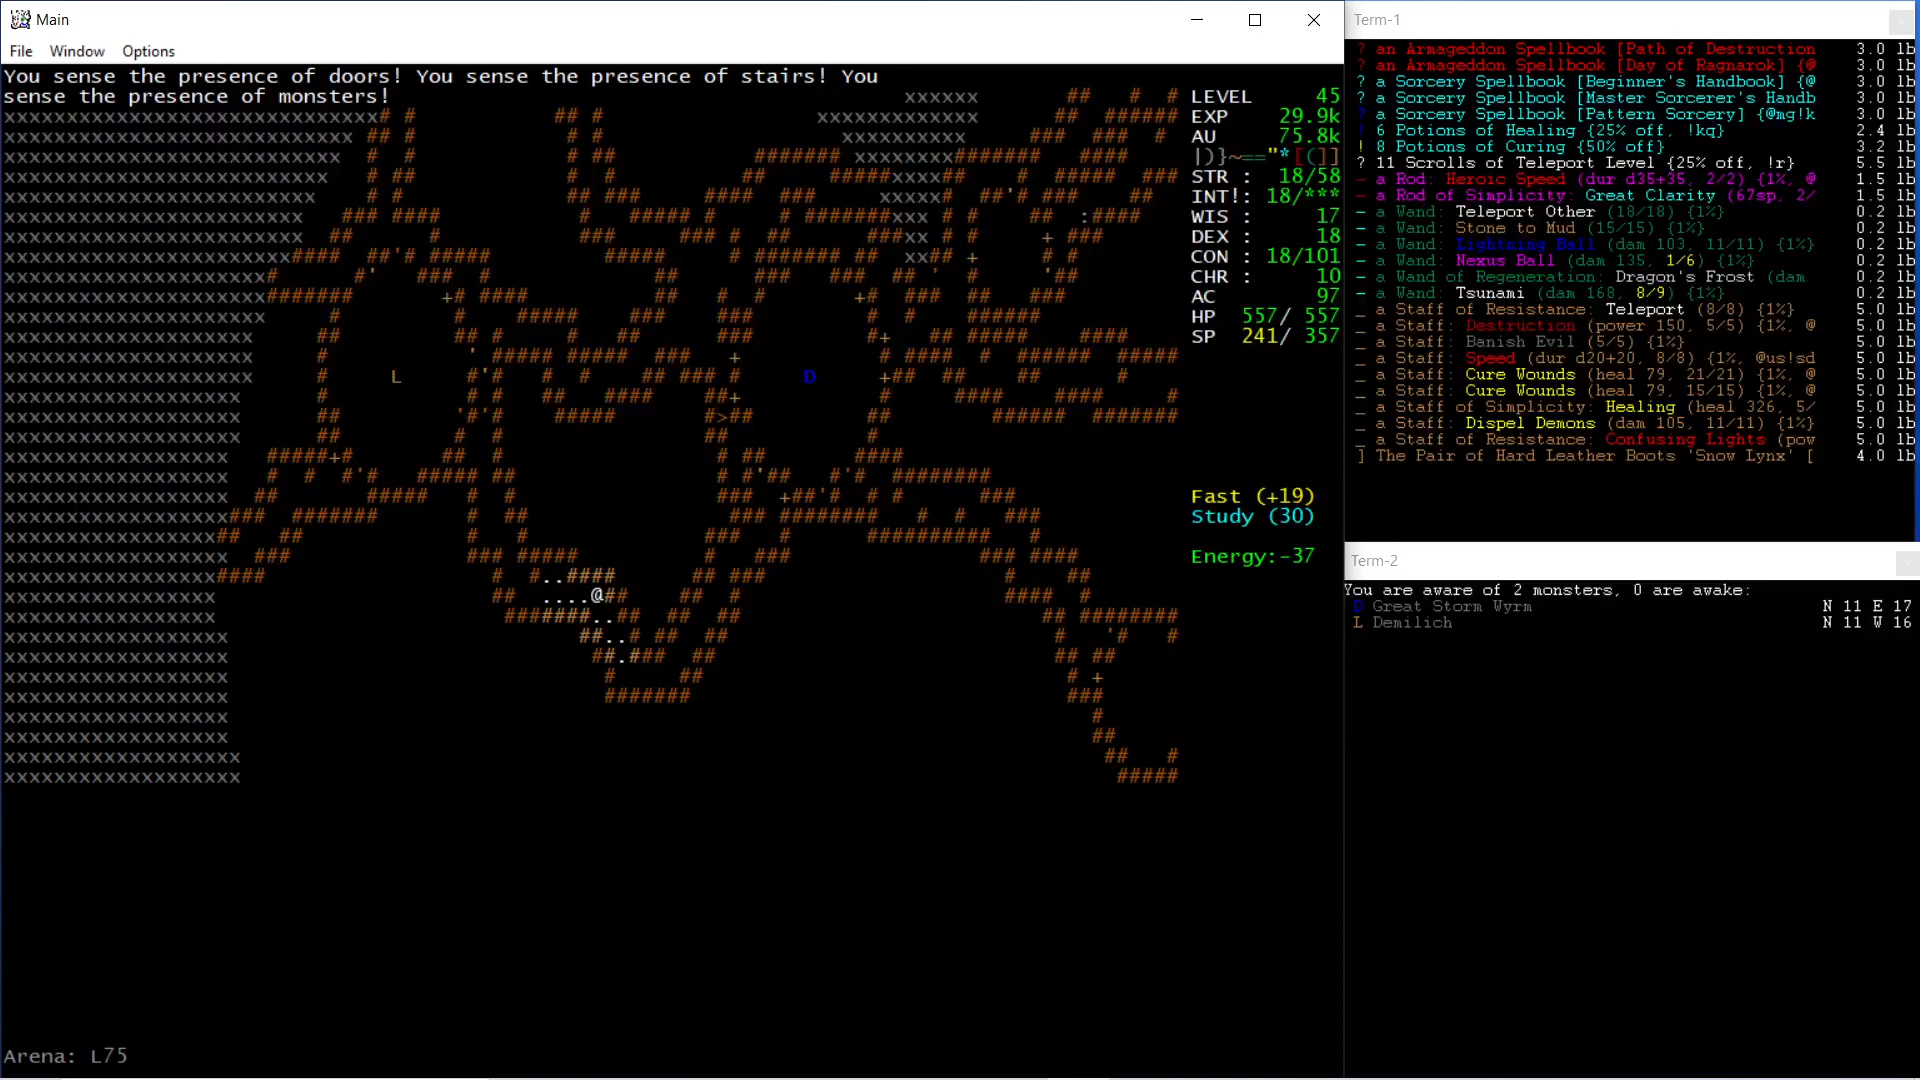 Main
File Window Options
You sense the presence of doors! You sense the presence of stairs! You
sense the presence of monsters!
LEVEL 45
EXP 29.9k
AU 75.8k
|)}~=="*[(]]
STR : 18/58
INT!: 18/***
WIS : 17
DEX : 18
CON : 18/101
CHR : 10
AC 97
HP 557/ 557
SP 241/ 357
Fast (+19)
Study (30)
Energy:-37
Arena: L75
Term-1
? an Armageddon Spellbook [Path of Destruction 3.0 lb
? an Armageddon Spellbook [Day of Ragnarok] {@ 3.0 lb
? a Sorcery Spellbook [Beginner's Handbook] {@ 3.0 lb
? a Sorcery Spellbook [Master Sorcerer's Handb 3.0 lb
? a Sorcery Spellbook [Pattern Sorcery] {@mg!k 3.0 lb
! 6 Potions of Healing {25% off, !kq} 2.4 lb
! 8 Potions of Curing {50% off} 3.2 lb
? 11 Scrolls of Teleport Level {25% off, !r} 5.5 lb
- a Rod: Heroic Speed (dur d35+35, 2/2) {1%, @ 1.5 lb
- a Rod of Simplicity: Great Clarity (67sp, 2/ 1.5 lb
- a Wand: Teleport Other (18/18) {1%} 0.2 lb
- a Wand: Stone to Mud (15/15) {1%} 0.2 lb
- a Wand: Lightning Ball (dam 103, 11/11) {1%} 0.2 lb
- a Wand: Nexus Ball (dam 135, 1/6) {1%} 0.2 lb
- a Wand of Regeneration: Dragon's Frost (dam 0.2 lb
- a Wand: Tsunami (dam 168, 8/9) {1%} 0.2 lb
_ a Staff of Resistance: Teleport (8/8) {1%} 5.0 lb
_ a Staff: Destruction (power 150, 5/5) {1%, @ 5.0 lb
_ a Staff: Banish Evil (5/5) {1%} 5.0 lb
_ a Staff: Speed (dur d20+20, 8/8) {1%, @us!sd 5.0 lb
_ a Staff: Cure Wounds (heal 79, 21/21) {1%, @ 5.0 lb
_ a Staff: Cure Wounds (heal 79, 15/15) {1%, @ 5.0 lb
_ a Staff of Simplicity: Healing (heal 326, 5/ 5.0 lb
_ a Staff: Dispel Demons (dam 105, 11/11) {1%} 5.0 lb
_ a Staff of Resistance: Confusing Lights (pow 5.0 lb
] The Pair of Hard Leather Boots 'Snow Lynx' [ 4.0 lb
Term-2
You are aware of 2 monsters, 0 are awake:
D Great Storm Wyrm N 11 E 17
L Demilich N 11 W 16